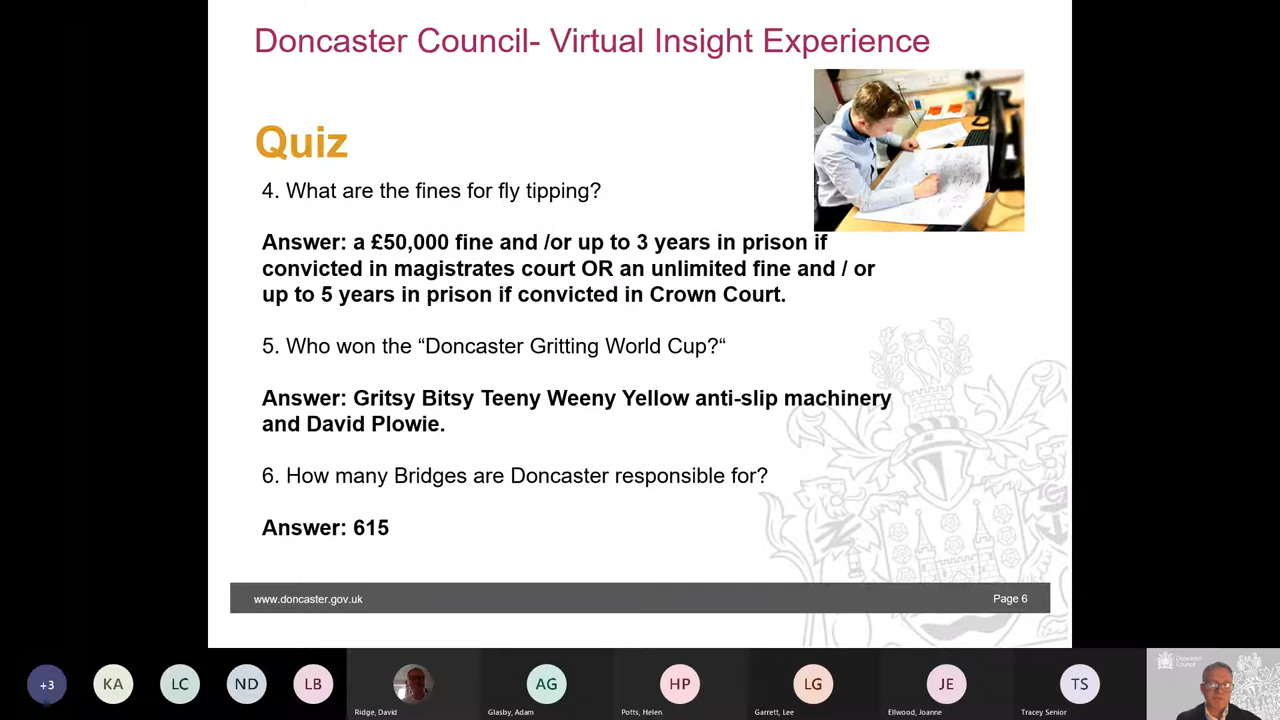 Doncaster Council- Virtual Insight Experience
Quiz
4. What are the fines for fly tipping?
Answer: a £50,000 fine and /or up to 3 years in prison if
convicted in magistrates court OR an unlimited fine and / or
up to 5 years in prison if convicted in Crown Court.
5. Who won the “Doncaster Gritting World Cup?“
Answer: Gritsy Bitsy Teeny Weeny Yellow anti-slip machinery
and David Plowie.
6. How many Bridges are Doncaster responsible for?
Answer: 615
www.doncaster.gov.uk
Page 6
+3
KA
LC
ND
LB
Ridge, David
AG
Glasby, Adam
HP
Potts, Helen
LG
Garrett, Lee
JE
Ellwood, Joanne
TS
Tracey Senior
Doncaster
Council